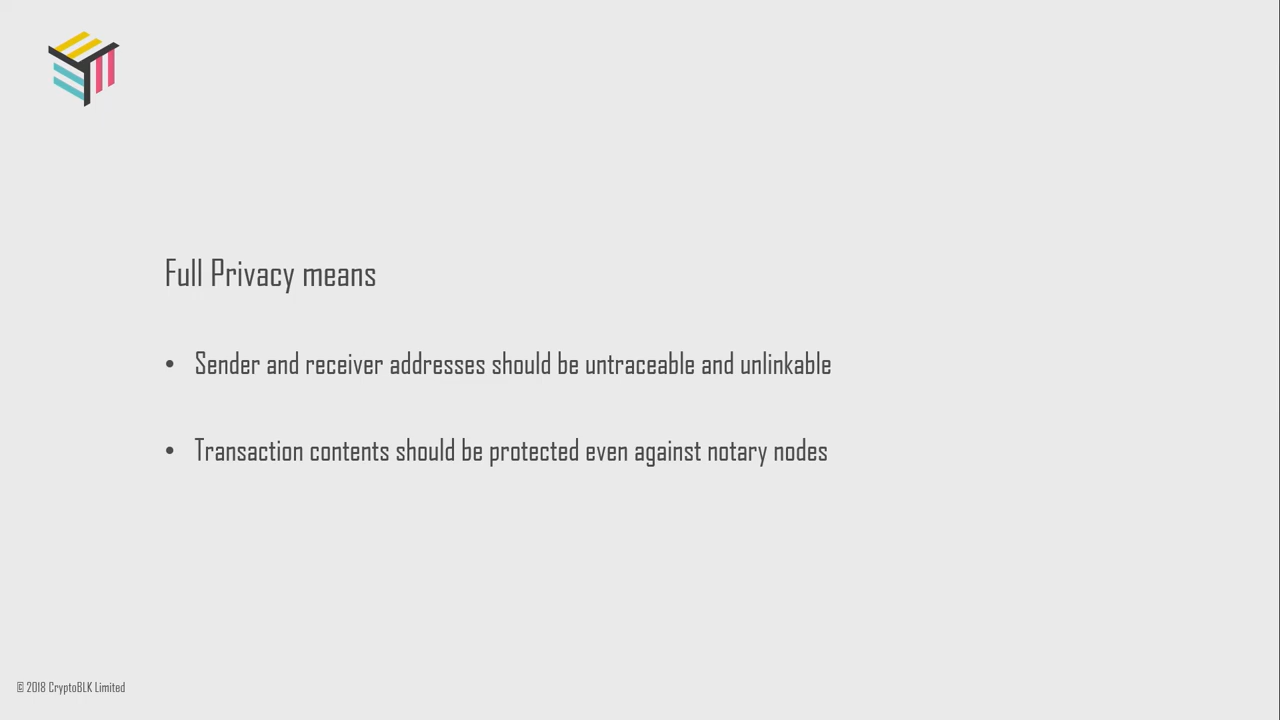 Full Privacy means
• Sender and receiver addresses should be untraceable and unlinkable
• Transaction contents should be protected even against notary nodes
© 2018 CryptoBLK Limited